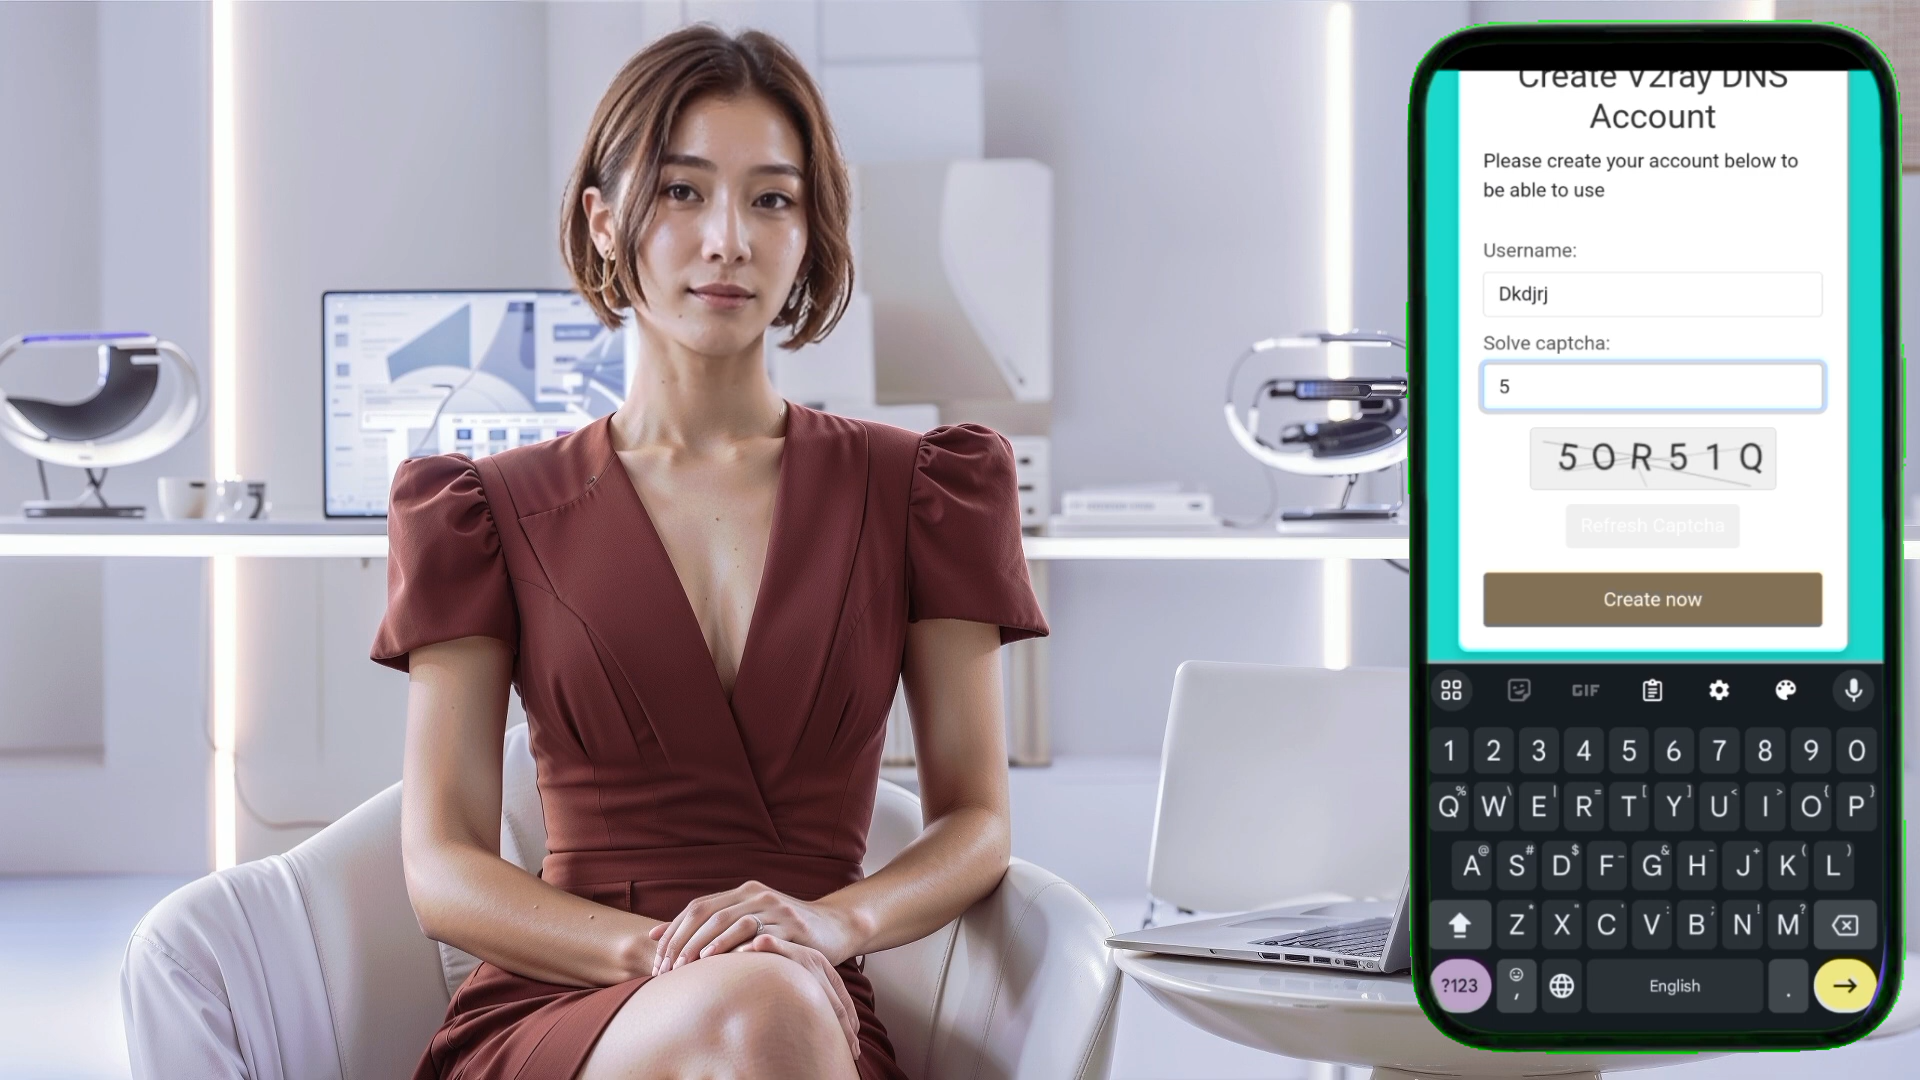 Create V2ray DNS
Account
Please create your account below to
be able to use
Username:
Dkdjrj
Solve captcha:
5
5 O R 5 1 Q
Refresh Captcha
Create now
GIF
1 2 3 4 5 6 7 8 9 0
Q% W\ E| R= T[ Y] U< I> O{ P}
A@ S# D$ F- G& H- J+ K( L)
Z* X" C' V: B; N! M?
?123 , English .